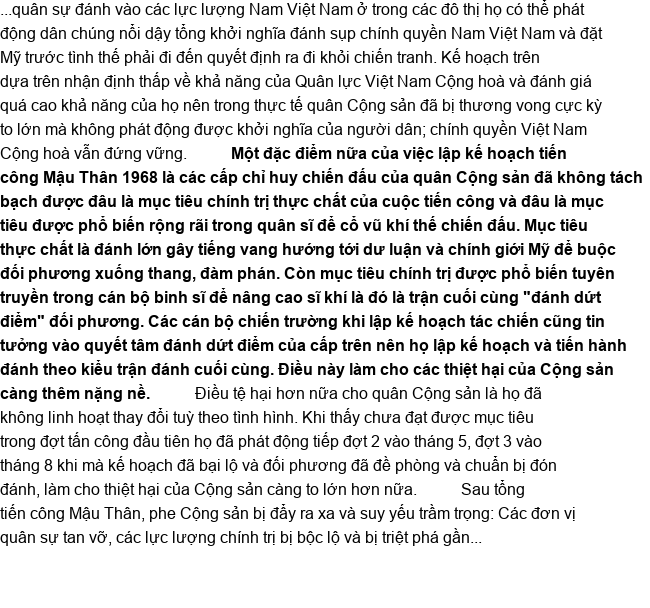 ...quân sự đánh vào các lực lượng Nam Việt Nam ở trong các đô thị họ có thể phát
động dân chúng nổi dậy tổng khởi nghĩa đánh sụp chính quyền Nam Việt Nam và đặt
Mỹ trước tình thế phải đi đến quyết định ra đi khỏi chiến tranh. Kế hoạch trên
dựa trên nhận định thấp về khả năng của Quân lực Việt Nam Cộng hoà và đánh giá
quá cao khả năng của họ nên trong thực tế quân Cộng sản đã bị thương vong cực kỳ
to lớn mà không phát động được khởi nghĩa của người dân; chính quyền Việt Nam
Cộng hoà vẫn đứng vững. Một đặc điểm nữa của việc lập kế hoạch tiến
công Mậu Thân 1968 là các cấp chỉ huy chiến đấu của quân Cộng sản đã không tách
bạch được đâu là mục tiêu chính trị thực chất của cuộc tiến công và đâu là mục
tiêu được phổ biến rộng rãi trong quân sĩ để cổ vũ khí thế chiến đấu. Mục tiêu
thực chất là đánh lớn gây tiếng vang hướng tới dư luận và chính giới Mỹ để buộc
đối phương xuống thang, đàm phán. Còn mục tiêu chính trị được phổ biến tuyên
truyền trong cán bộ binh sĩ để nâng cao sĩ khí là đó là trận cuối cùng "đánh dứt
điểm" đối phương. Các cán bộ chiến trường khi lập kế hoạch tác chiến cũng tin
tưởng vào quyết tâm đánh dứt điểm của cấp trên nên họ lập kế hoạch và tiến hành
đánh theo kiểu trận đánh cuối cùng. Điều này làm cho các thiệt hại của Cộng sản
càng thêm nặng nề. Điều tệ hại hơn nữa cho quân Cộng sản là họ đã
không linh hoạt thay đổi tuỳ theo tình hình. Khi thấy chưa đạt được mục tiêu
trong đợt tấn công đầu tiên họ đã phát động tiếp đợt 2 vào tháng 5, đợt 3 vào
tháng 8 khi mà kế hoạch đã bại lộ và đối phương đã đề phòng và chuẩn bị đón
đánh, làm cho thiệt hại của Cộng sản càng to lớn hơn nữa. Sau tổng
tiến công Mậu Thân, phe Cộng sản bị đẩy ra xa và suy yếu trầm trọng: Các đơn vị
quân sự tan vỡ, các lực lượng chính trị bị bộc lộ và bị triệt phá gần...